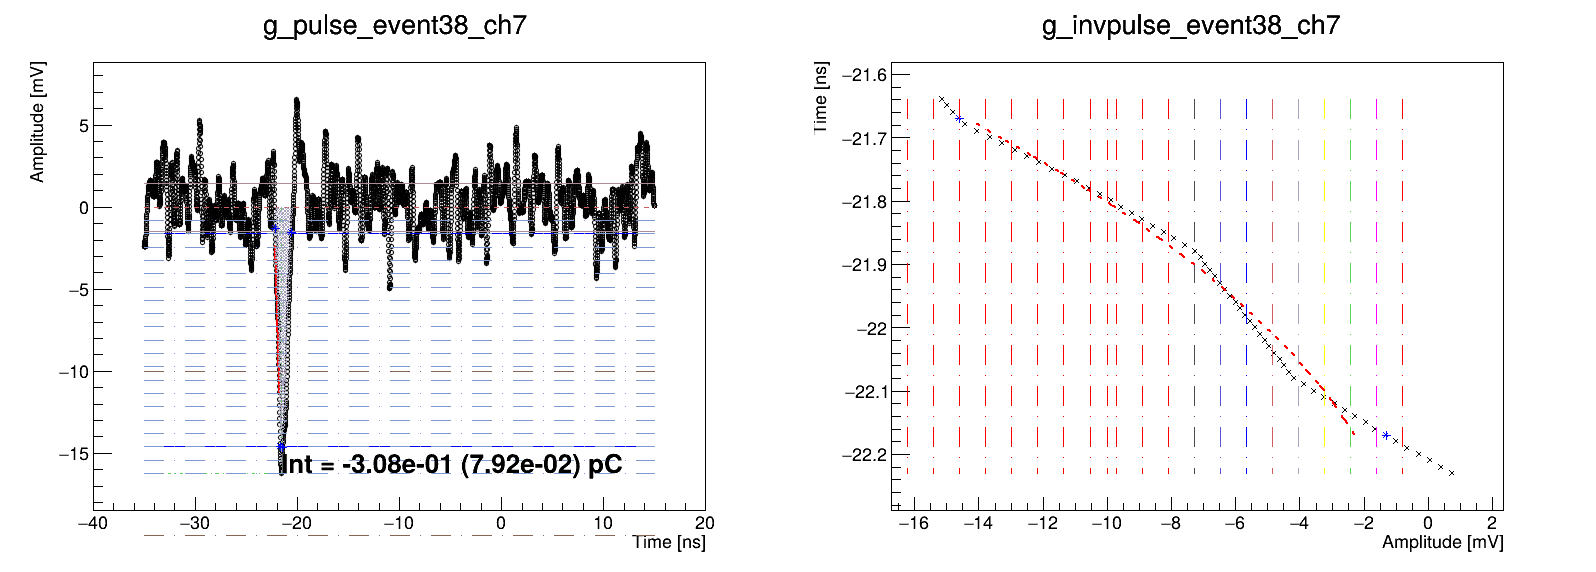 g_pulse_event38_ch7
Amplitude [mV]
5
0
−5
−10
−15
Int = -3.08e-01 (7.92e-02) pC
−40 −30 −20 −10 0 10 20
Time [ns]
g_invpulse_event38_ch7
Time [ns]
−21.6
−21.7
−21.8
−21.9
−22
−22.1
−22.2
−16 −14 −12 −10 −8 −6 −4 −2 0 2
Amplitude [mV]